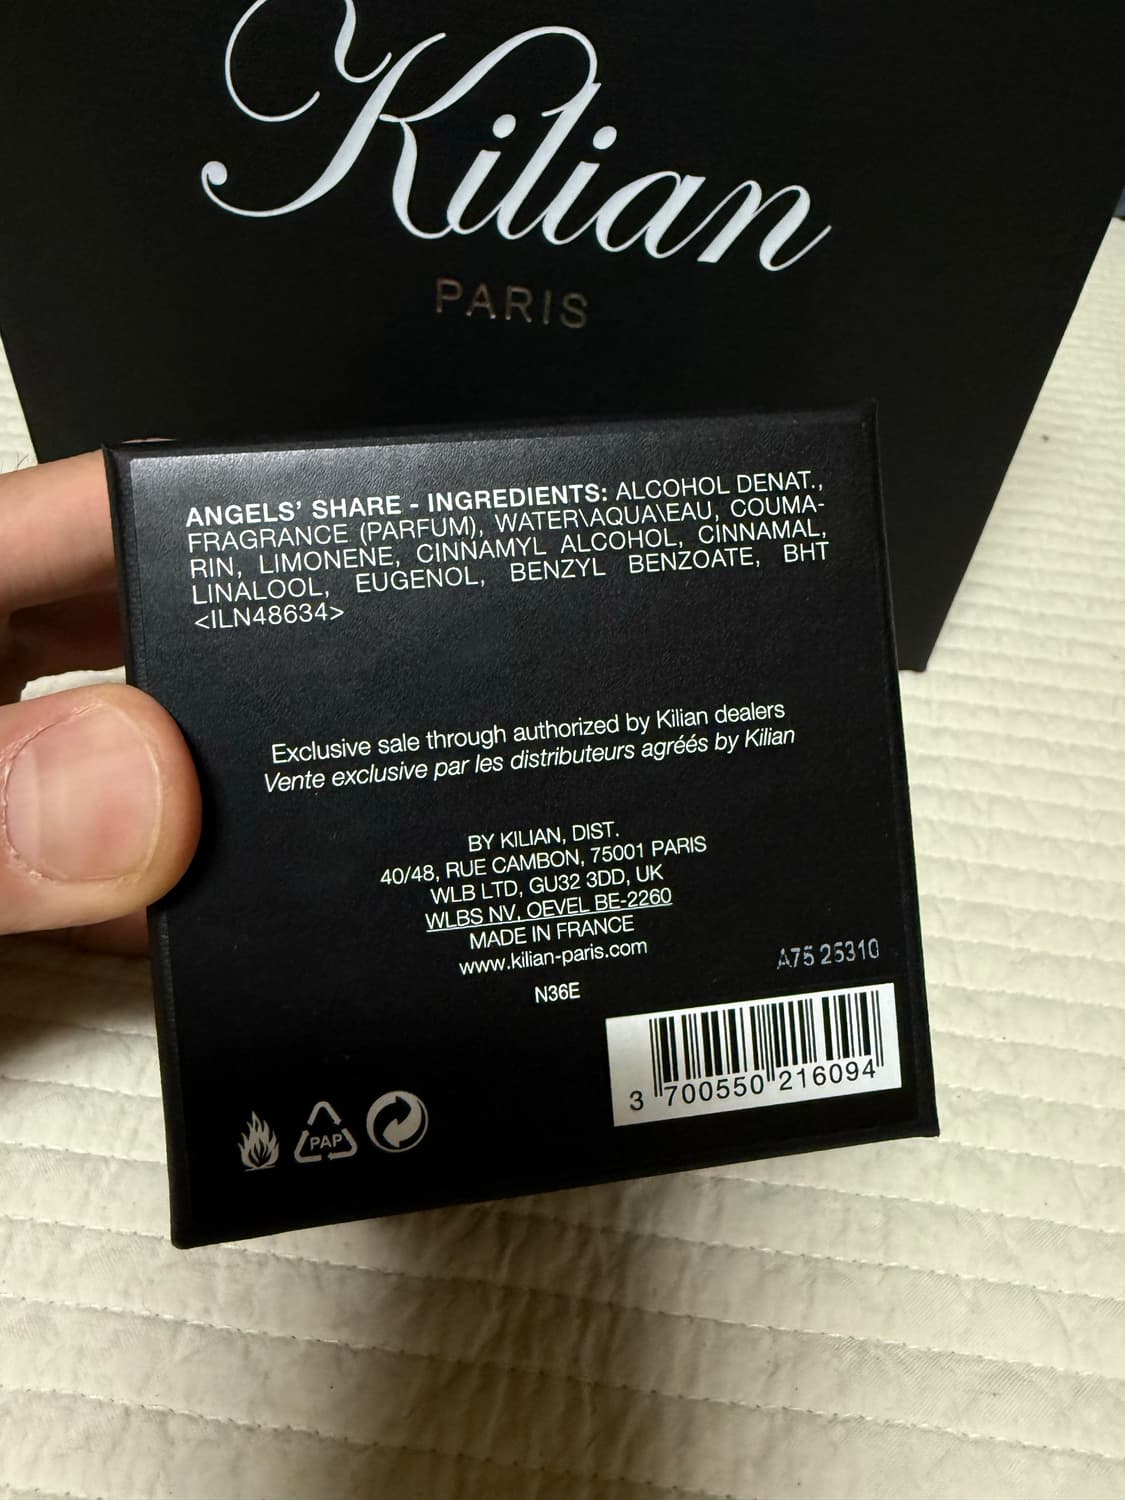 Kilian
PARIS
ANGELS' SHARE - INGREDIENTS: ALCOHOL DENAT.,
FRAGRANCE (PARFUM), WATER\AQUA\EAU, COUMA-
RIN, LIMONENE, CINNAMYL ALCOHOL, CINNAMAL,
LINALOOL, EUGENOL, BENZYL BENZOATE, BHT
<ILN48634>
Exclusive sale through authorized by Kilian dealers
Vente exclusive par les distributeurs agréés by Kilian
BY KILIAN, DIST.
40/48, RUE CAMBON, 75001 PARIS
WLB LTD, GU32 3DD, UK
WLBS NV, OEVEL BE-2260
MADE IN FRANCE
www.kilian-paris.com
N36E
A75 25310
3 700550 216094
PAP